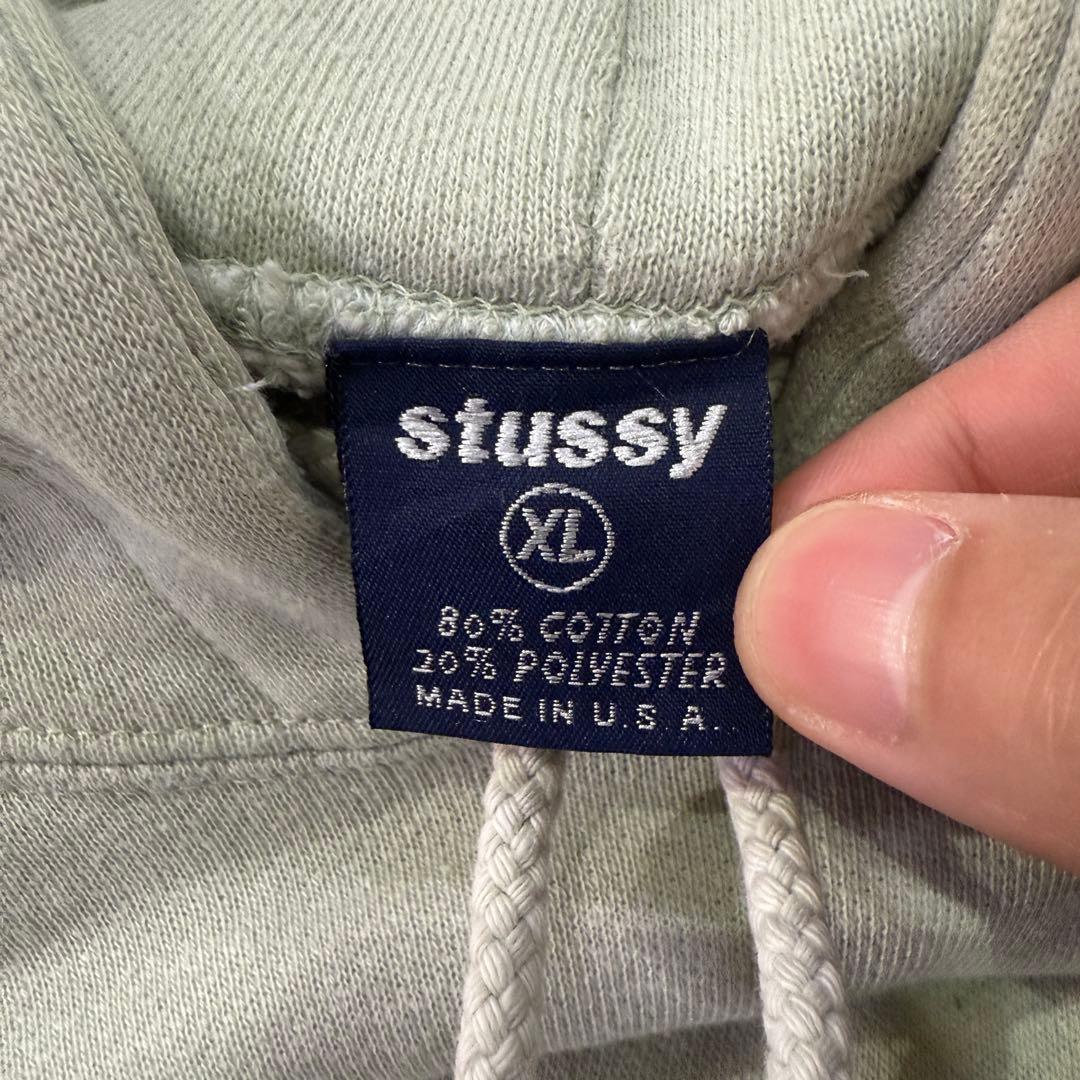 stussy
XL
80% COTTON
20% POLYESTER
MADE IN U.S.A.